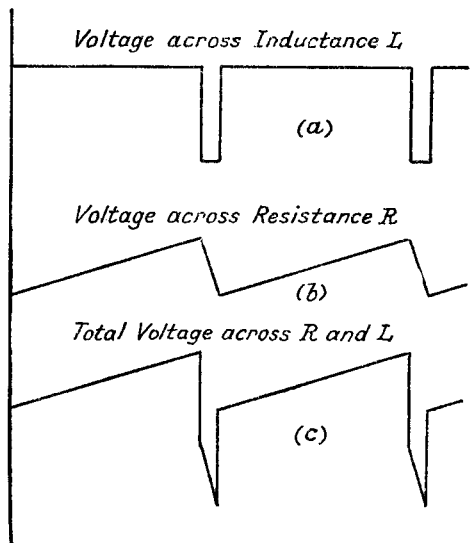 Voltage across Inductance L
(a)
Voltage across Resistance R
(b)
Total Voltage across R and L
(c)